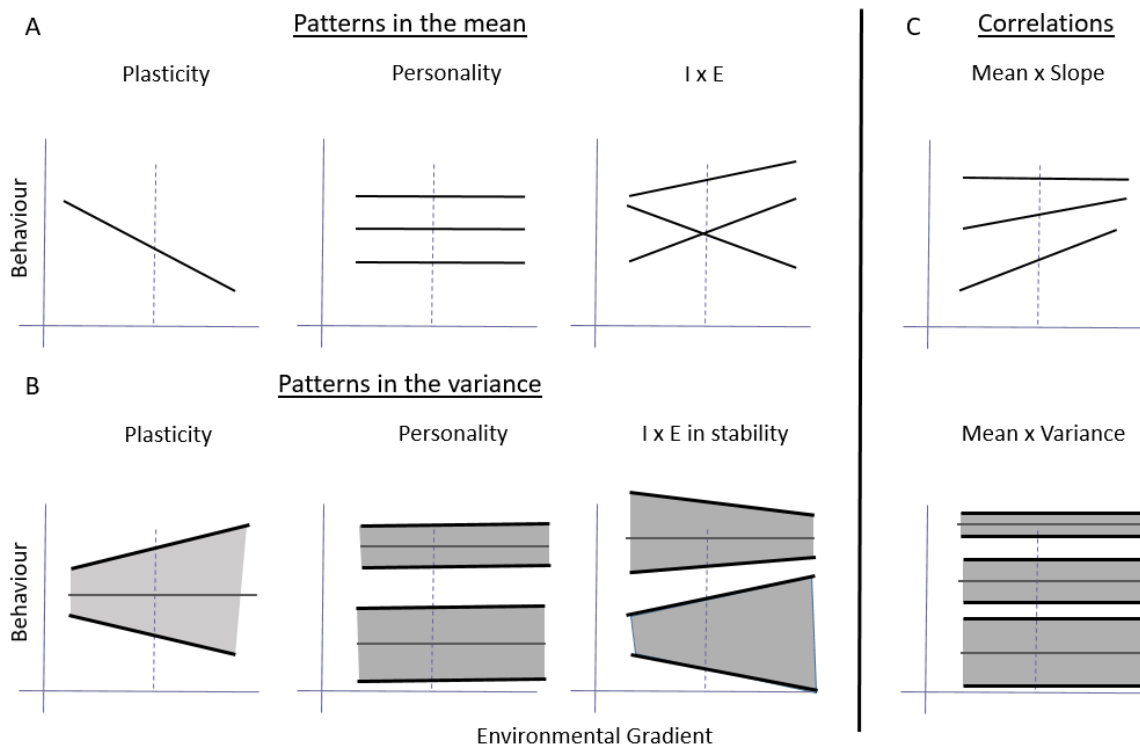 A
Patterns in the mean
Plasticity
Personality
I x E
Behaviour
B
Patterns in the variance
Plasticity
Personality
I x E in stability
Behaviour
Environmental Gradient
C
Correlations
Mean x Slope
Mean x Variance